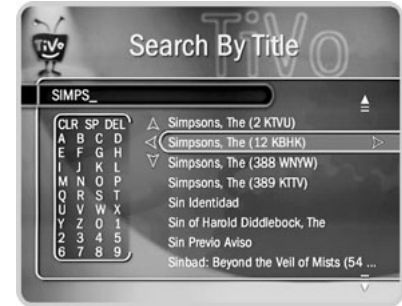 TiVo
TiVo
Search By Title
SIMPS_
CLR SP DEL
A B C D
E F G H
I J K L
M N O P
Q R S T
U V W X
Y Z 0 1
2 3 4 5
6 7 8 9
Simpsons, The (2 KTVU)
Simpsons, The (12 KBHK)
Simpsons, The (388 WNYW)
Simpsons, The (389 KTTV)
Sin Identidad
Sin of Harold Diddlebock, The
Sin Previo Aviso
Sinbad: Beyond the Veil of Mists (54 ...